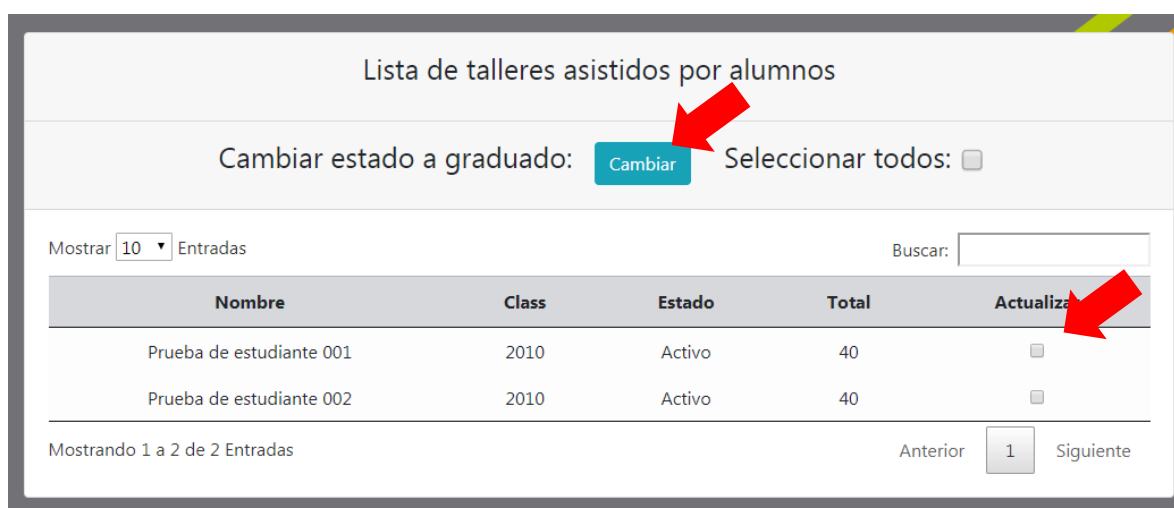 Lista de talleres asistidos por alumnos
Cambiar estado a graduado: Cambiar Seleccionar todos:
Mostrar 10 Entradas Buscar:
Nombre Class Estado Total
Prueba de estudiante 001 2010 Activo 40
Prueba de estudiante 002 2010 Activo 40
Mostrando 1 a 2 de 2 Entradas Anterior 1 Siguiente